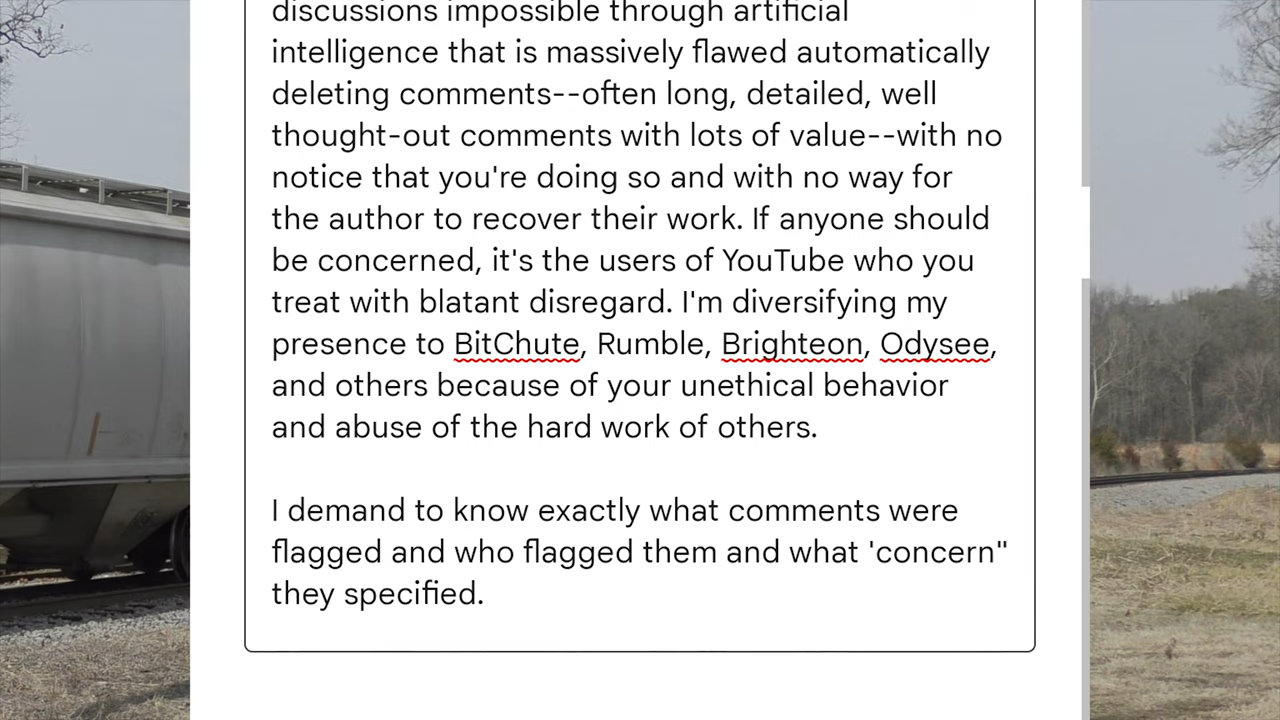 discussions impossible through artificial
intelligence that is massively flawed automatically
deleting comments--often long, detailed, well
thought-out comments with lots of value--with no
notice that you're doing so and with no way for
the author to recover their work. If anyone should
be concerned, it's the users of YouTube who you
treat with blatant disregard. I'm diversifying my
presence to BitChute, Rumble, Brighteon, Odysee,
and others because of your unethical behavior
and abuse of the hard work of others.

I demand to know exactly what comments were
flagged and who flagged them and what 'concern"
they specified.